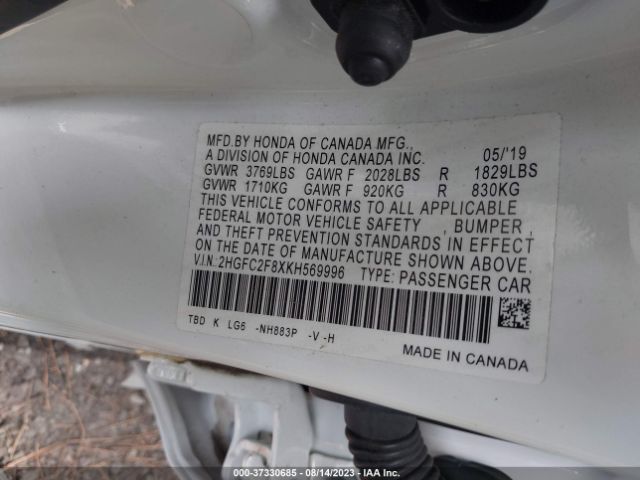 MFD.BY HONDA OF CANADA MFG.,
A DIVISION OF HONDA CANADA INC. 05/'19
GVWR 3769LBS GAWR F 2028LBS R 1829LBS
GVWR 1710KG GAWR F 920KG R 830KG
THIS VEHICLE CONFORMS TO ALL APPLICABLE
FEDERAL MOTOR VEHICLE SAFETY , BUMPER ,
AND THEFT PREVENTION STANDARDS IN EFFECT
ON THE DATE OF MANUFACTURE SHOWN ABOVE.
V.I.N.:2HGFC2F8XKH569996 TYPE: PASSENGER CAR
TBD K LG6 -NH883P -V -H
MADE IN CANADA
000-37330685 - 08/14/2023 - IAA Inc.